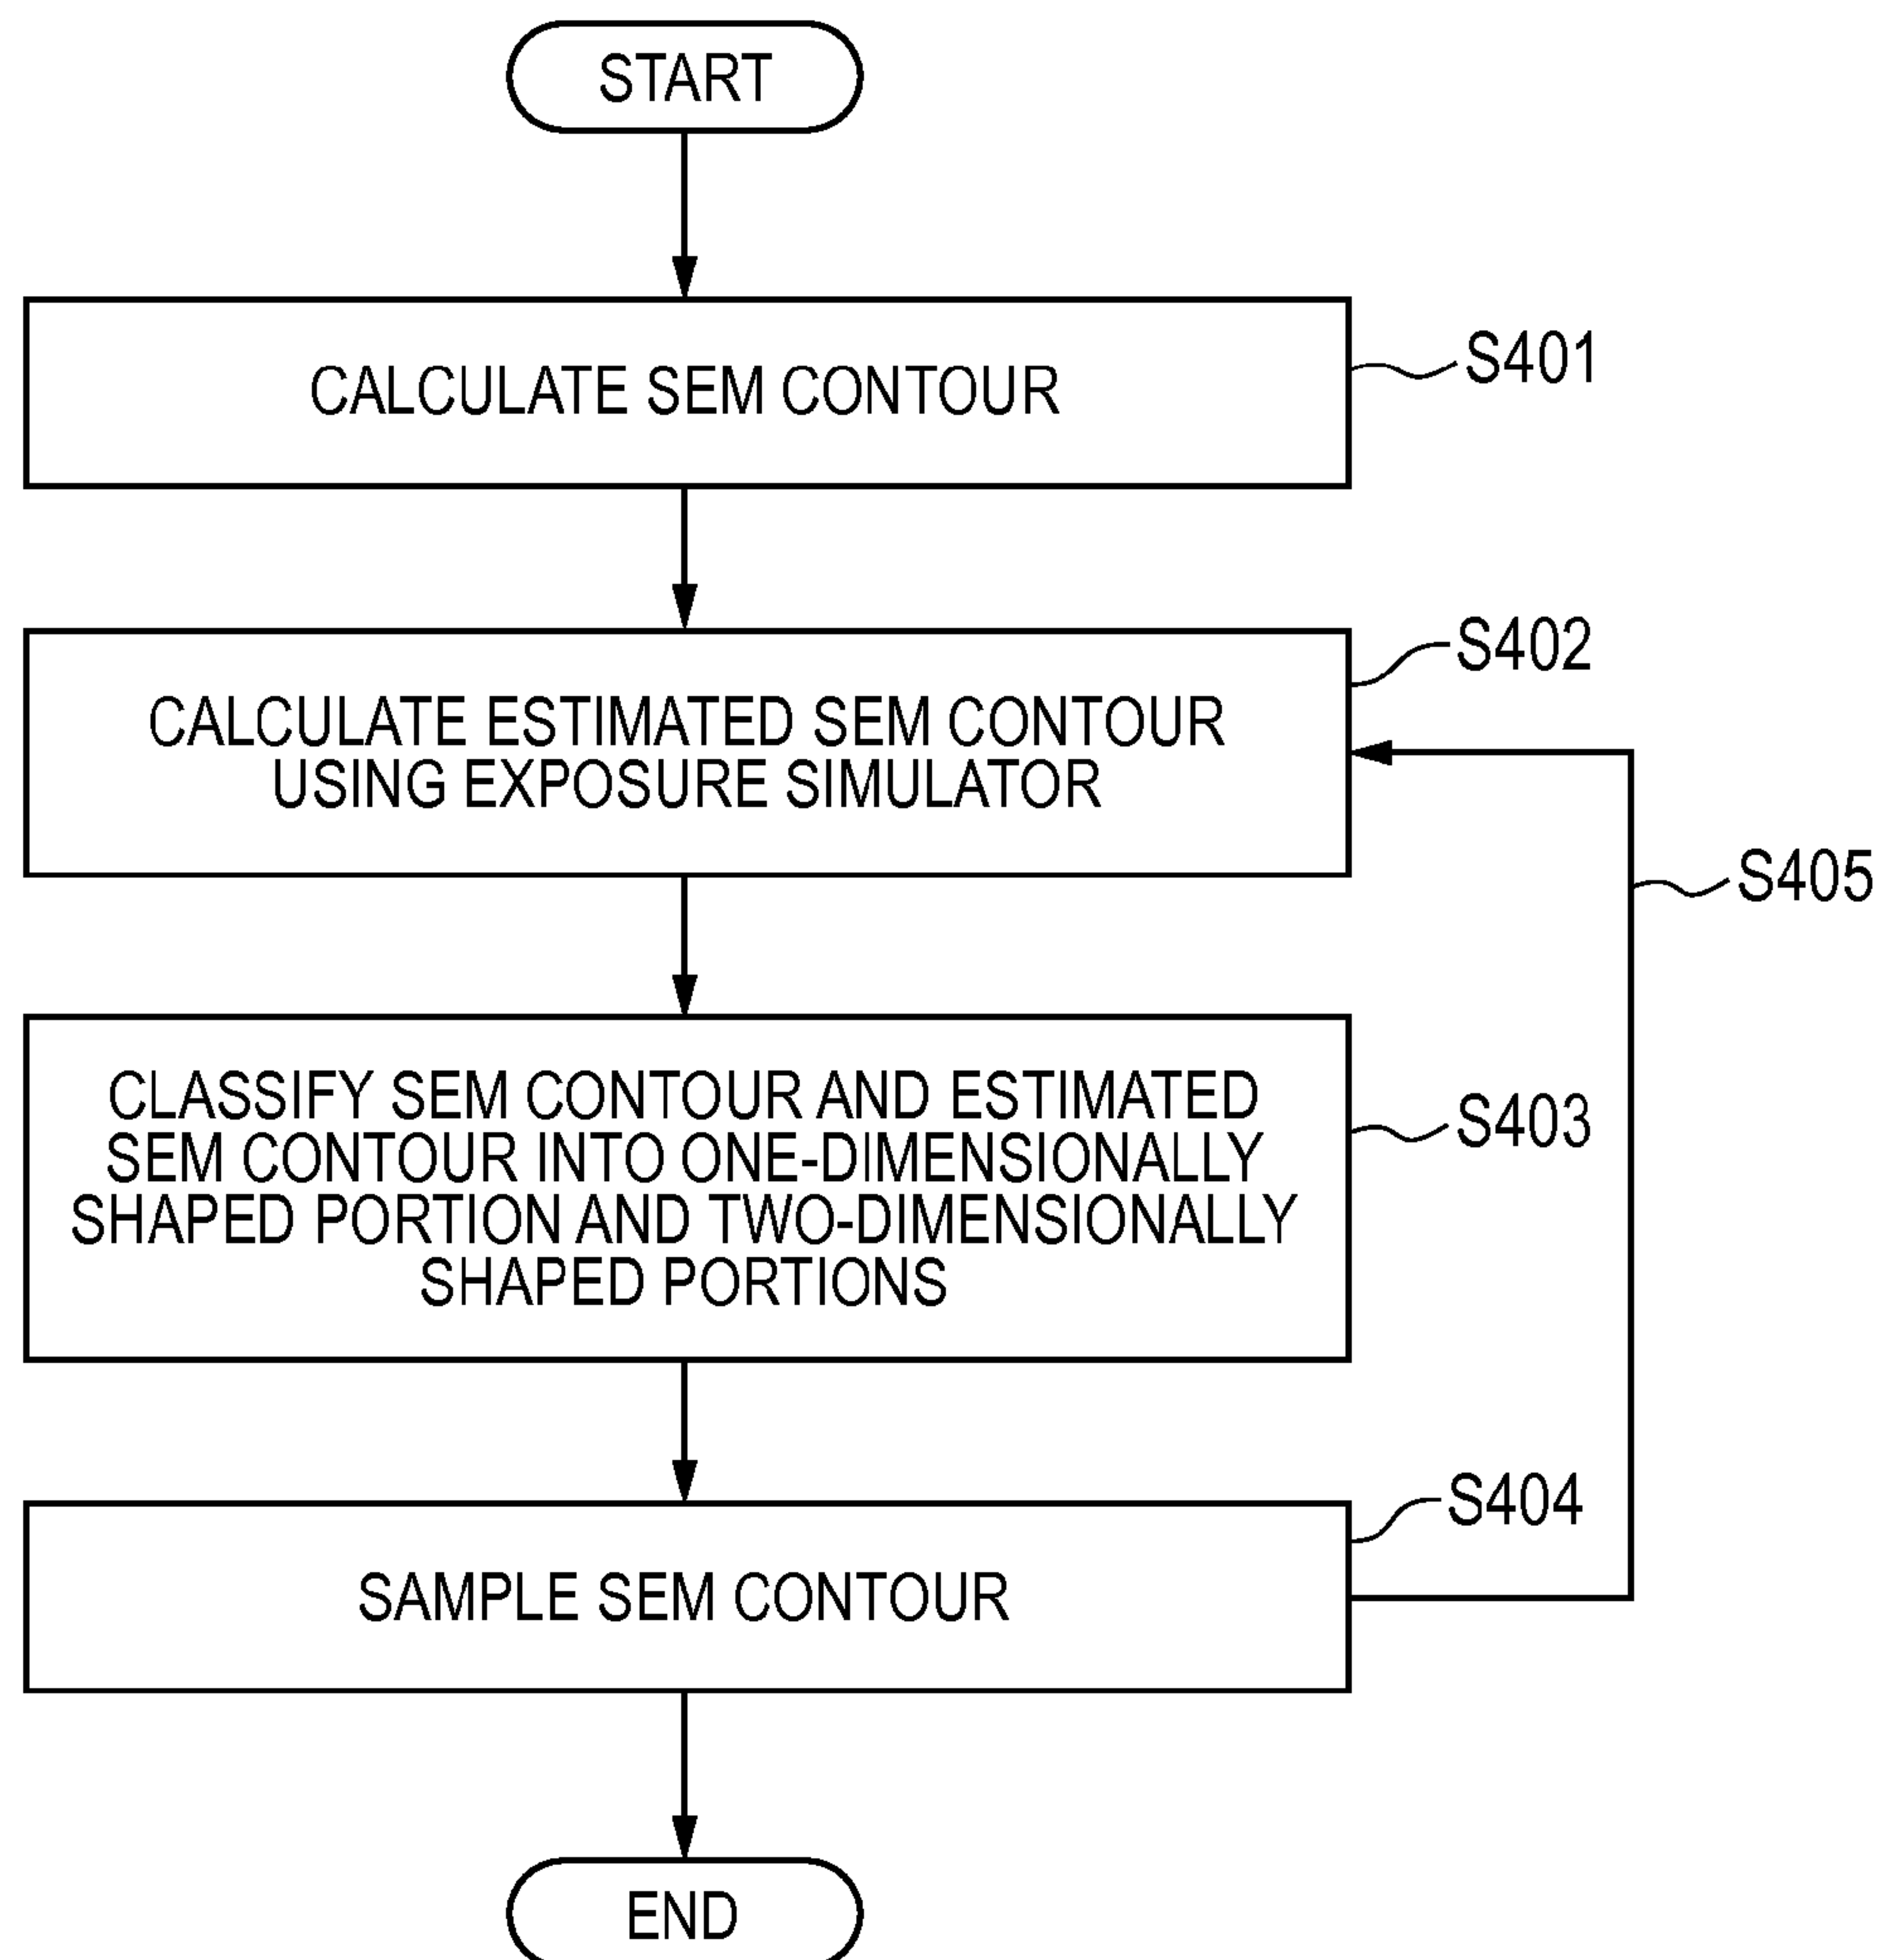 START
CALCULATE SEM CONTOUR
S401
CALCULATE ESTIMATED SEM CONTOUR
USING EXPOSURE SIMULATOR
S402
S405
CLASSIFY SEM CONTOUR AND ESTIMATED
SEM CONTOUR INTO ONE-DIMENSIONALLY
SHAPED PORTION AND TWO-DIMENSIONALLY
SHAPED PORTIONS
S403
SAMPLE SEM CONTOUR
S404
END